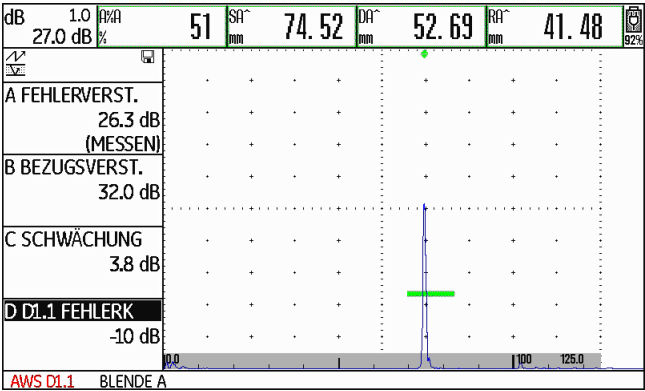 dB 1.0
27.0 dB
A%A
% 51
SA^
mm 74.52
DA^
mm 52.69
RA^
mm 41.48
92%
A FEHLERVERST.
26.3 dB
(MESSEN)
B BEZUGSVERST.
32.0 dB
C SCHWÄCHUNG
3.8 dB
D D1.1 FEHLERK
-10 dB
0.0 100 125.0
AWS D1.1 BLENDE A